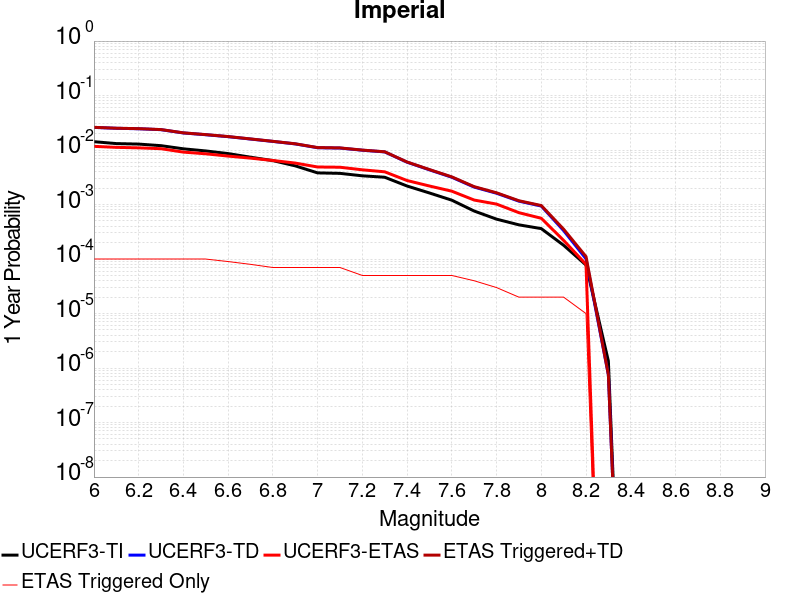 Imperial
10^0
10^-1
10^-2
10^-3
10^-4
10^-5
10^-6
10^-7
10^-8
1 Year Probability
6 6.2 6.4 6.6 6.8 7 7.2 7.4 7.6 7.8 8 8.2 8.4 8.6 8.8 9
Magnitude
UCERF3-TI UCERF3-TD UCERF3-ETAS ETAS Triggered+TD
ETAS Triggered Only